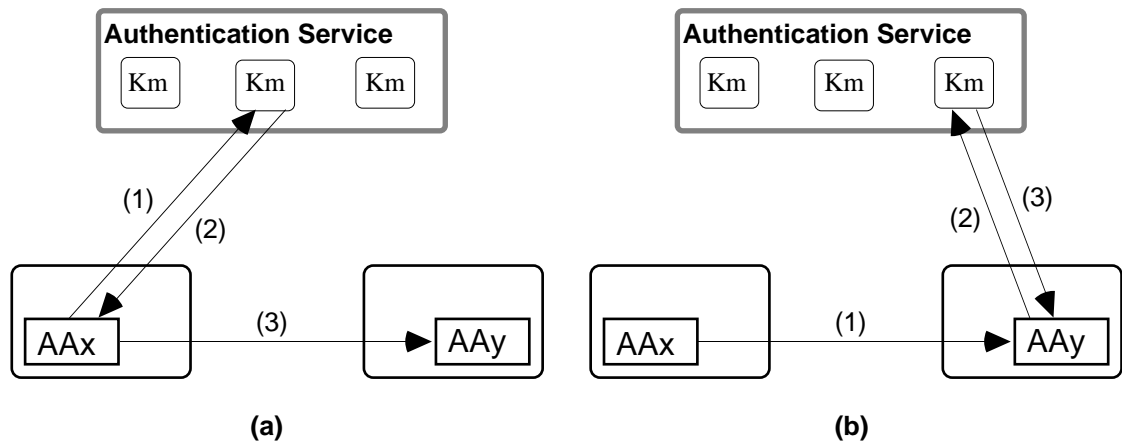 Authentication Service
Km Km Km
(1)
(2)
AAx
(3)
AAy
(a)
Authentication Service
Km Km Km
(3)
(2)
AAx
(1)
AAy
(b)